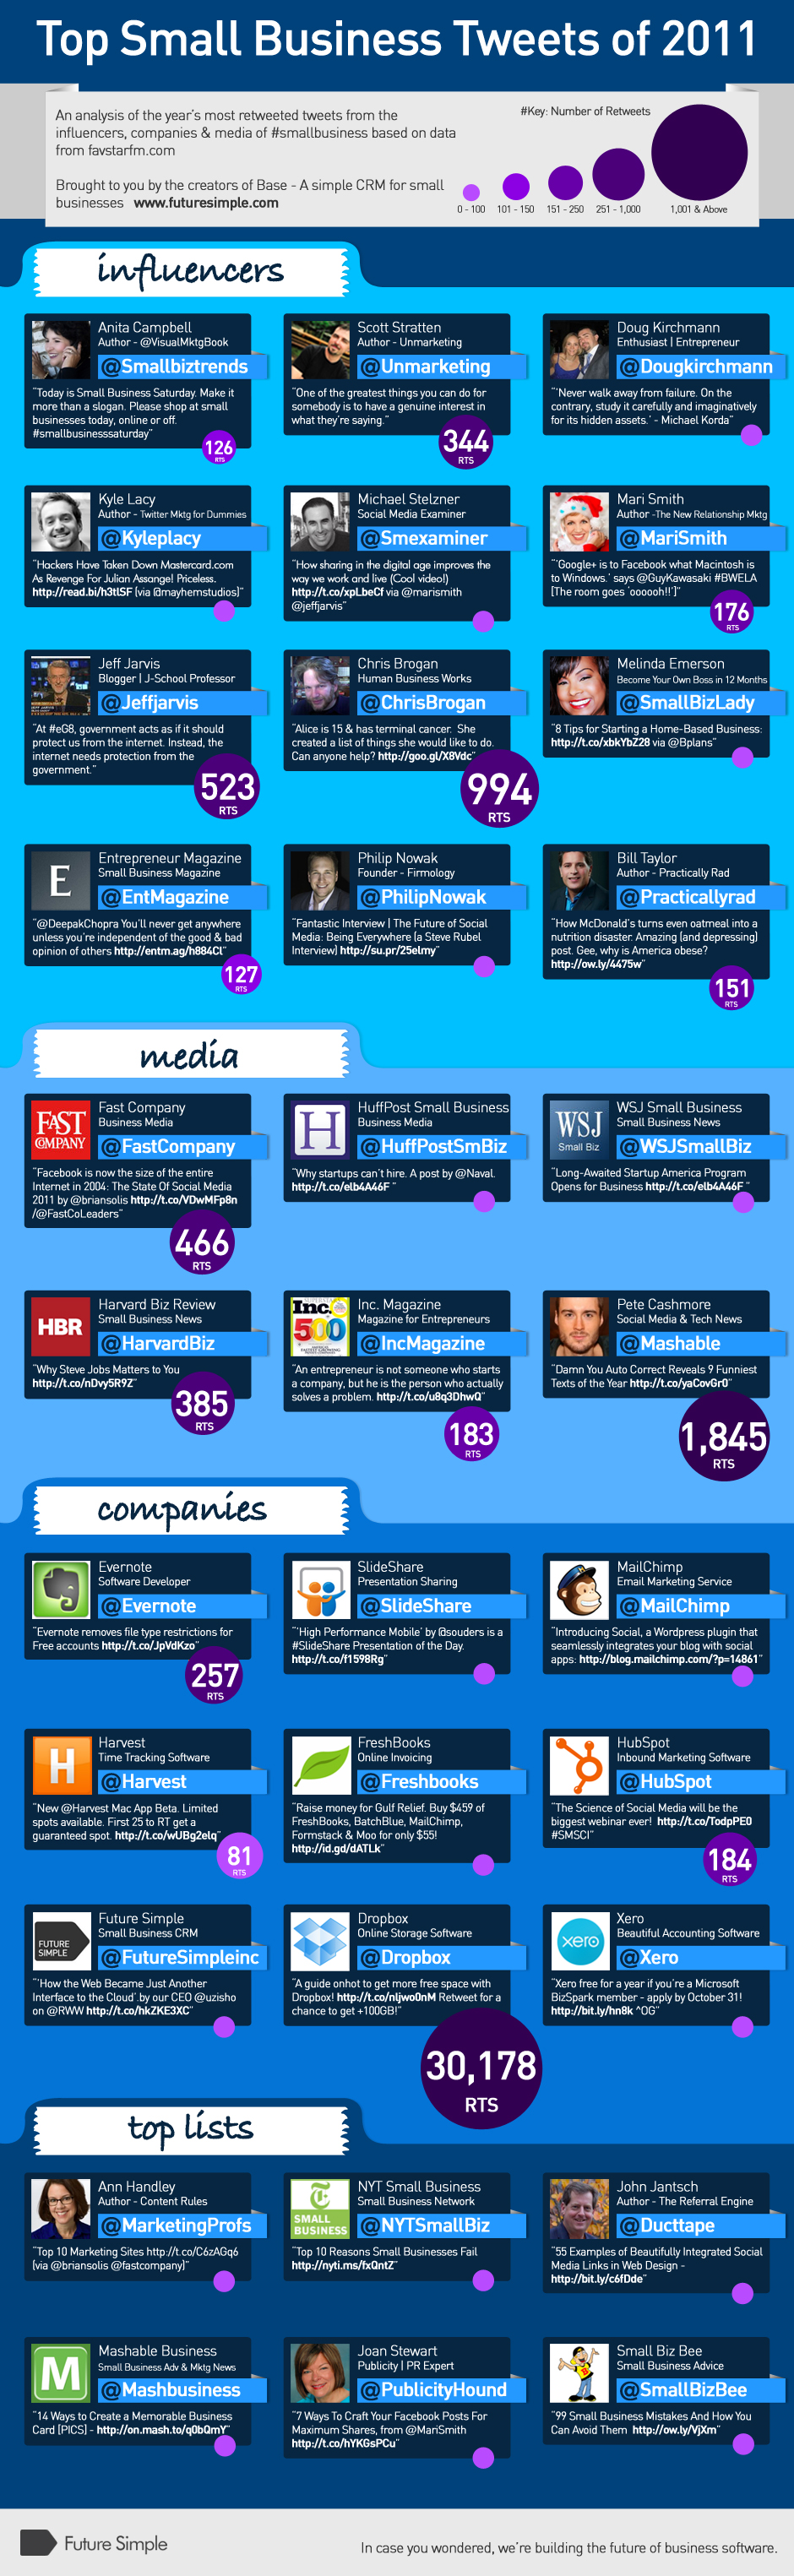 Top Small Business Tweets of 2011
An analysis of the year's most retweeted tweets from the
influencers, companies & media of #smallbusiness based on data
from favstarfm.com
Brought to you by the creators of Base - A simple CRM for small
businesses www.futuresimple.com
#Key: Number of Retweets
0 - 100
101 - 150
151 - 250
251 - 1,000
1,001 & Above
influencers
Anita Campbell
Author - @VisualMktgBook
@Smallbiztrends
"Today is Small Business Saturday. Make it
more than a slogan. Please shop at small
businesses today, online or off.
#smallbusinesssaturday"
126
RTS
Scott Stratten
Author - Unmarketing
@Unmarketing
"One of the greatest things you can do for
somebody is to have a genuine interest in
what they're saying."
344
RTS
Doug Kirchmann
Enthusiast | Entrepreneur
@Dougkirchmann
"'Never walk away from failure. On the
contrary, study it carefully and imaginatively
for its hidden assets.' - Michael Korda"
Kyle Lacy
Author - Twitter Mktg for Dummies
@Kyleplacy
"Hackers Have Taken Down Mastercard.com
As Revenge For Julian Assange! Priceless.
http://read.bi/h3tlSF (via @mayhemstudios)"
Michael Stelzner
Social Media Examiner
@Smexaminer
"How sharing in the digital age improves the
way we work and live (Cool video!)
http://t.co/xpLbeCf via @marismith
@jeffjarvis"
Mari Smith
Author -The New Relationship Mktg
@MariSmith
"'Google+ is to Facebook what Macintosh is
to Windows.' says @GuyKawasaki #BWELA
[The room goes 'oooooh!!']"
176
RTS
Jeff Jarvis
Blogger | J-School Professor
@Jeffjarvis
"At #eG8, government acts as if it should
protect us from the internet. Instead, the
internet needs protection from the
government."
523
RTS
Chris Brogan
Human Business Works
@ChrisBrogan
"Alice is 15 & has terminal cancer. She
created a list of things she would like to do.
Can anyone help? http://goo.gl/X8Vdc"
994
RTS
Melinda Emerson
Become Your Own Boss in 12 Months
@SmallBizLady
"8 Tips for Starting a Home-Based Business:
http://t.co/xbkYbZ28 via @Bplans"
E
Entrepreneur Magazine
Small Business Magazine
@EntMagazine
"@DeepakChopra You'll never get anywhere
unless you're independent of the good & bad
opinion of others http://entm.ag/h884Cl"
127
RTS
Philip Nowak
Founder - Firmology
@PhilipNowak
"Fantastic Interview | The Future of Social
Media: Being Everywhere (a Steve Rubel
Interview) http://su.pr/25elmy"
Bill Taylor
Author - Practically Rad
@Practicallyrad
"How McDonald's turns even oatmeal into a
nutrition disaster. Amazing (and depressing)
post. Gee, why is America obese?
http://ow.ly/4475w"
151
RTS
media
FAST
COMPANY
Fast Company
Business Media
@FastCompany
"Facebook is now the size of the entire
Internet in 2004: The State Of Social Media
2011 by @briansolis http://t.co/VDwMFp8n
/@FastCoLeaders"
466
RTS
H
HuffPost Small Business
Business Media
@HuffPostSmBiz
"Why startups can't hire. A post by @Naval.
http://t.co/elb4A46F "
WSJ
Small Biz
WSJ Small Business
Small Business News
@WSJSmallBiz
"Long-Awaited Startup America Program
Opens for Business http://t.co/elb4A46F "
HBR
Harvard Biz Review
Small Business News
@HarvardBiz
"Why Steve Jobs Matters to You
http://t.co/nDvy5R9Z"
385
RTS
Inc.
500
Inc. Magazine
Magazine for Entrepreneurs
@IncMagazine
"An entrepreneur is not someone who starts
a company, but he is the person who actually
solves a problem. http://t.co/u8q3DhwQ"
183
RTS
Pete Cashmore
Social Media & Tech News
@Mashable
"Damn You Auto Correct Reveals 9 Funniest
Texts of the Year http://t.co/yaCovGr0"
1,845
RTS
companies
Evernote
Software Developer
@Evernote
"Evernote removes file type restrictions for
Free accounts http://t.co/JpVdKzo"
257
RTS
SlideShare
Presentation Sharing
@SlideShare
"'High Performance Mobile' by @souders is a
#SlideShare Presentation of the Day.
http://t.co/f1598Rg"
MailChimp
Email Marketing Service
@MailChimp
"Introducing Social, a Wordpress plugin that
seamlessly integrates your blog with social
apps: http://blog.mailchimp.com/?p=14861"
H
Harvest
Time Tracking Software
@Harvest
"New @Harvest Mac App Beta. Limited
spots available. First 25 to RT get a
guaranteed spot. http://t.co/wUBg2elq"
81
RTS
FreshBooks
Online Invoicing
@Freshbooks
"Raise money for Gulf Relief. Buy $459 of
FreshBooks, BatchBlue, MailChimp,
Formstack & Moo for only $55!
http://id.gd/dATLk"
HubSpot
Inbound Marketing Software
@HubSpot
"The Science of Social Media will be the
biggest webinar ever! http://t.co/TodpPE0
#SMSCI"
184
RTS
FUTURE
SIMPLE
Future Simple
Small Business CRM
@FutureSimpleinc
"'How the Web Became Just Another
Interface to the Cloud'.by our CEO @uzisho
on @RWW http://t.co/hkZKE3XC"
Dropbox
Online Storage Software
@Dropbox
"A guide onhot to get more free space with
Dropbox! http://t.co/nljwo0nM Retweet for a
chance to get +100GB!"
30,178
RTS
xero
Xero
Beautiful Accounting Software
@Xero
"Xero free for a year if you're a Microsoft
BizSpark member - apply by October 31!
http://bit.ly/hn8k ^OG"
top lists
Ann Handley
Author - Content Rules
@MarketingProfs
"Top 10 Marketing Sites http://t.co/C6zAGq6
(via @briansolis @fastcompany)"
SMALL
BUSINESS
NYT Small Business
Small Business Network
@NYTSmallBiz
"Top 10 Reasons Small Businesses Fail
http://nyti.ms/fxQntZ"
John Jantsch
Author - The Referral Engine
@Ducttape
"55 Examples of Beautifully Integrated Social
Media Links in Web Design -
http://bit.ly/c6fDde"
M
Mashable Business
Small Business Adv & Mktg News
@Mashbusiness
"14 Ways to Create a Memorable Business
Card [PICS] - http://on.mash.to/q0bQmY"
Joan Stewart
Publicity | PR Expert
@PublicityHound
"7 Ways To Craft Your Facebook Posts For
Maximum Shares, from @MariSmith
http://t.co/hYKGsPCu"
Small Biz Bee
Small Business Advice
@SmallBizBee
"99 Small Business Mistakes And How You
Can Avoid Them http://ow.ly/VjXm"
Future Simple
In case you wondered, we're building the future of business software.